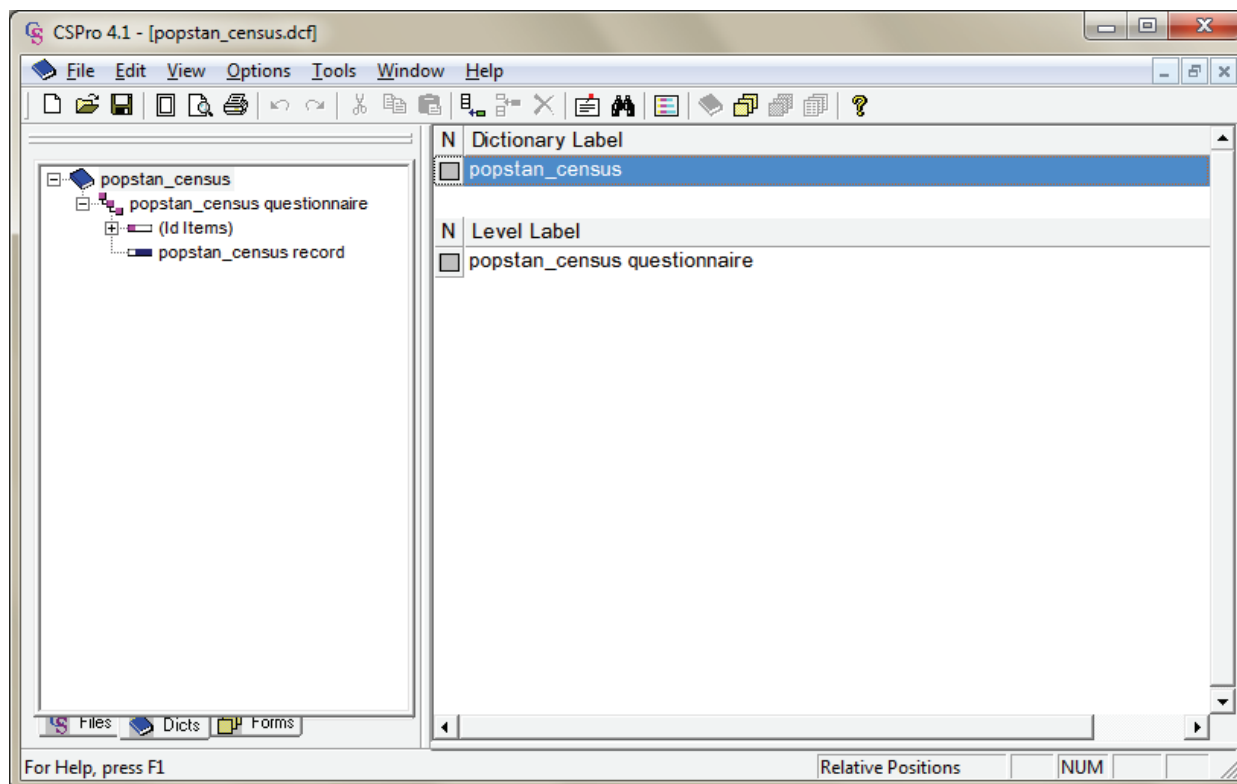 CSPro 4.1 - [popstan_census.dcf]
File Edit View Options Tools Window Help
popstan_census
popstan_census questionnaire
(Id Items)
popstan_census record
N Dictionary Label
popstan_census
N Level Label
popstan_census questionnaire
Files Dicts Forms
For Help, press F1
Relative Positions
NUM